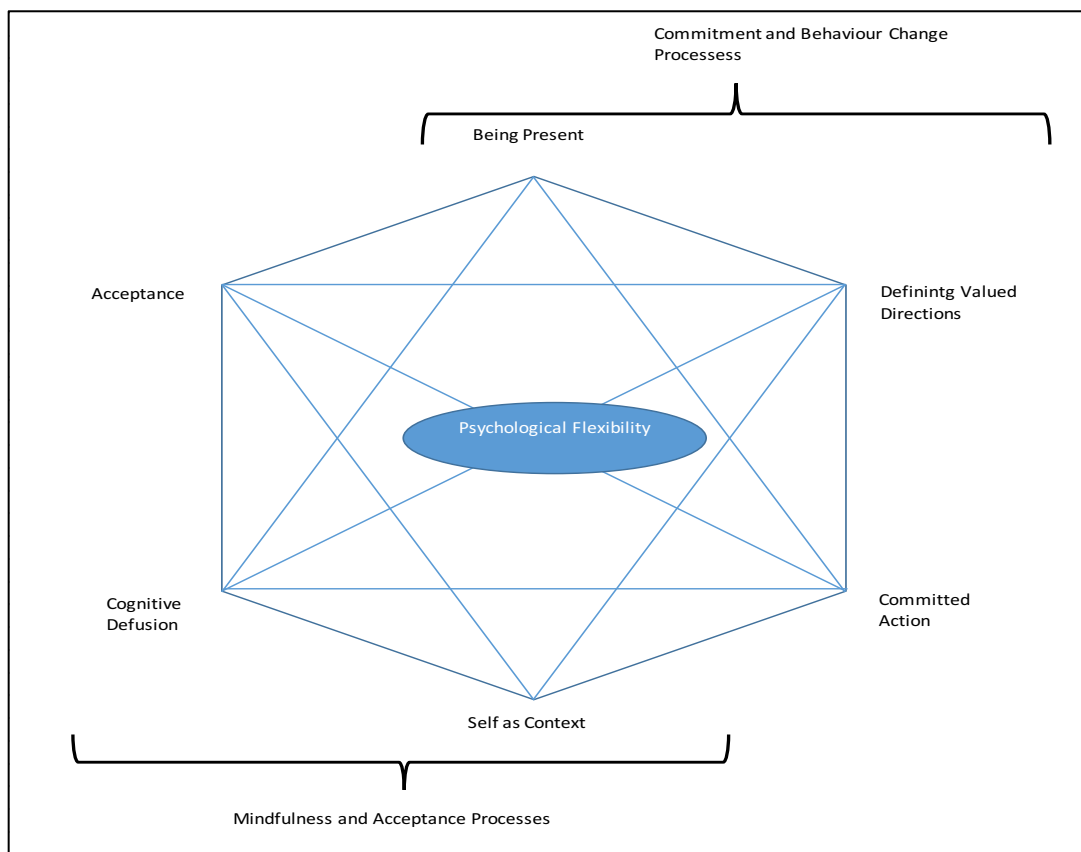 Commitment and Behaviour Change
Processess
Being Present
Acceptance
Definintg Valued
Directions
Psychological Flexibility
Cognitive
Defusion
Committed
Action
Self as Context
Mindfulness and Acceptance Processes